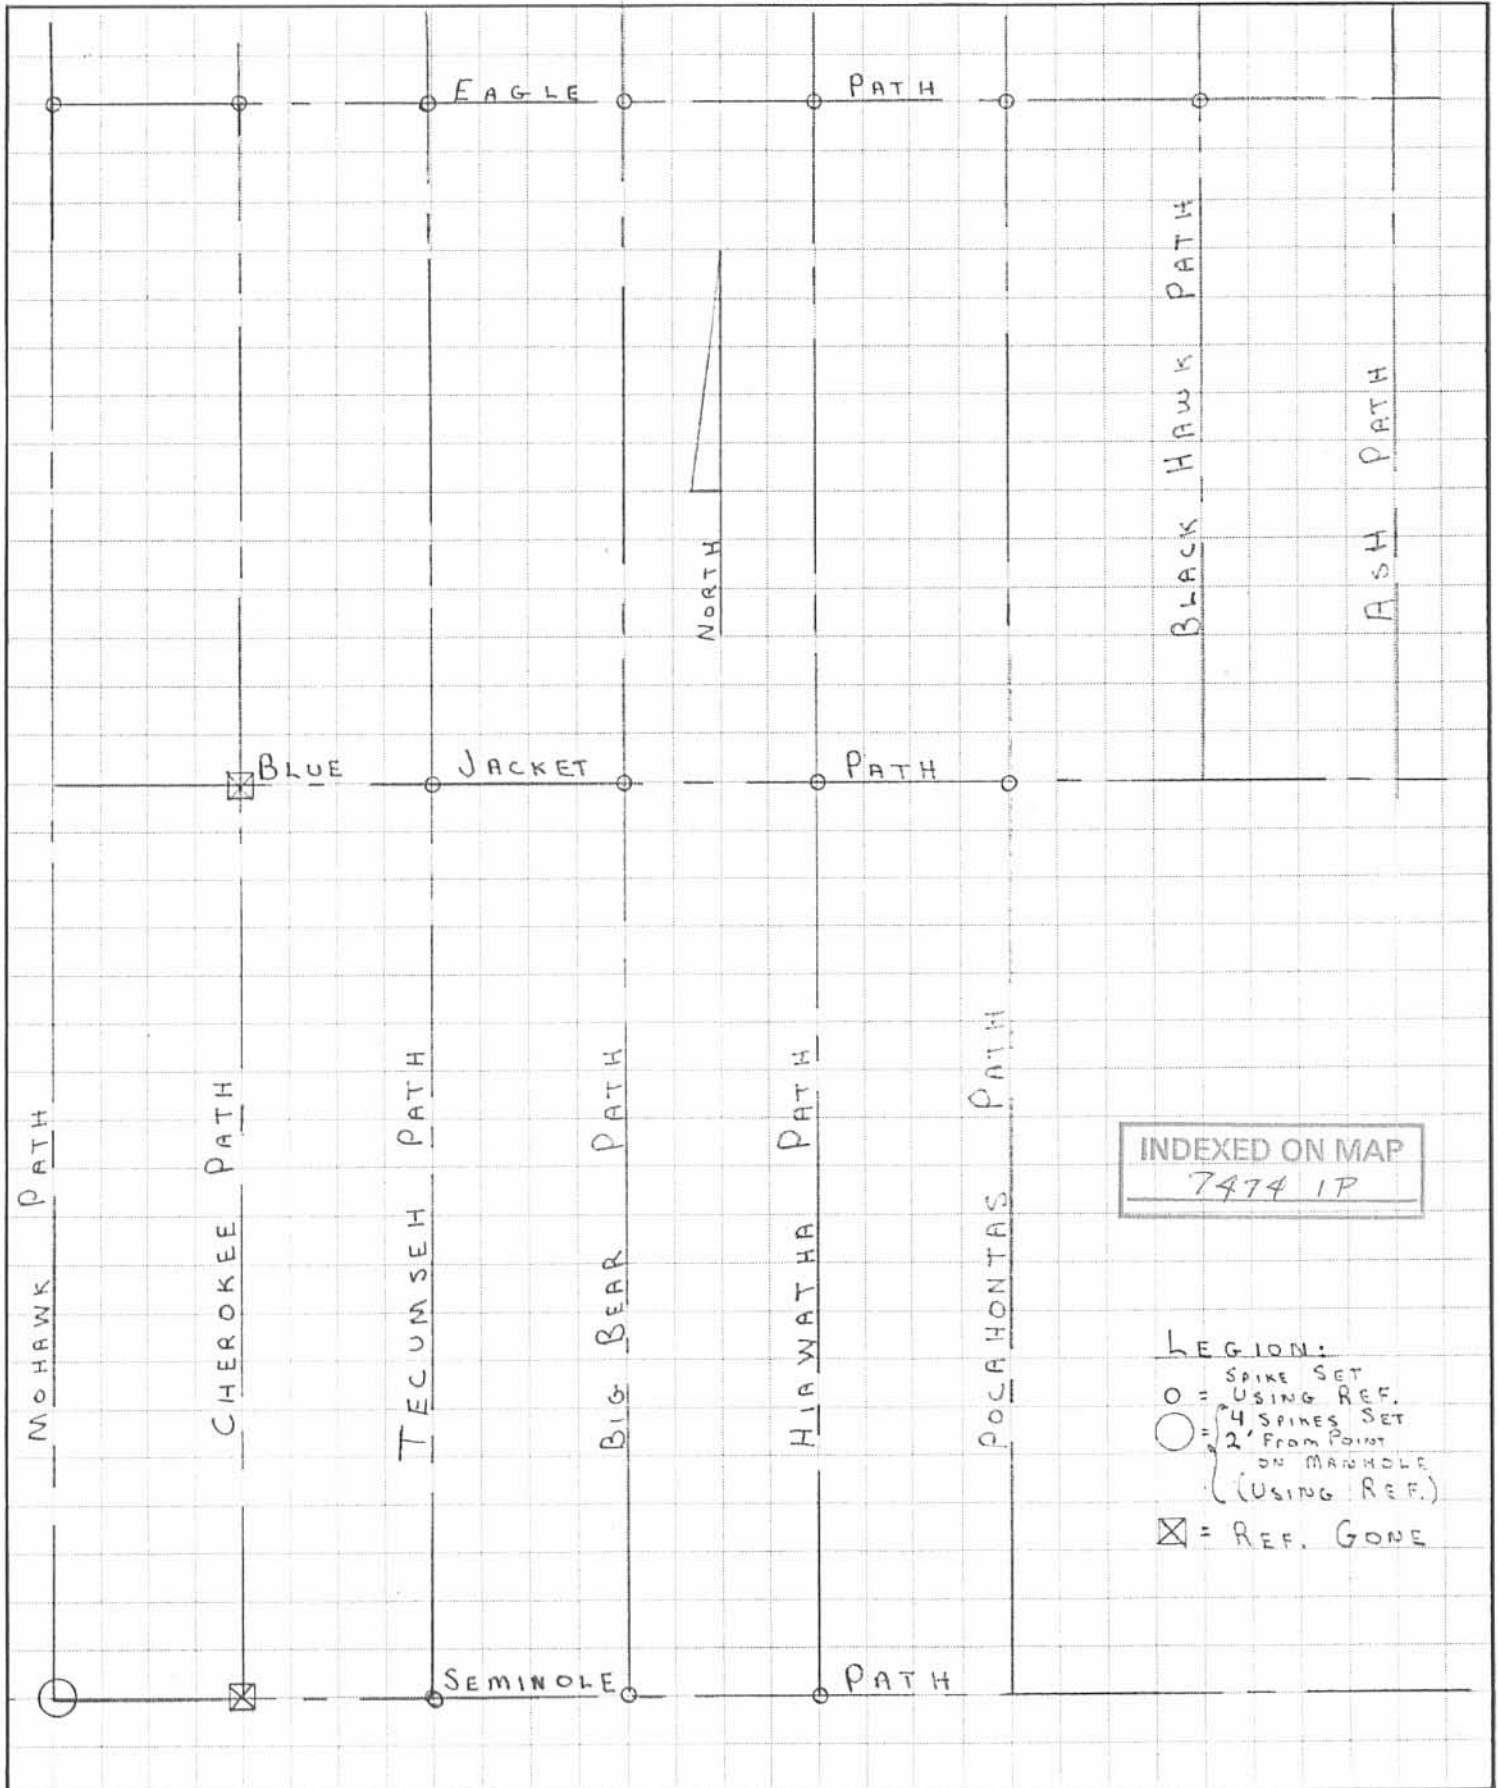 EAGLE PATH
BLACK HAWK PATH
ASH PATH
NORTH
BLUE JACKET PATH
MOHAWK PATH
CHEROKEE PATH
TECUMSEH PATH
BIG BEAR PATH
HIAWATHA PATH
POCAHONTAS PATH
INDEXED ON MAP
7474 1P
LEGION:
SPIKE SET
O = USING REF.
4 SPIKES SET
= 2' From Point
ON MANHOLE
(USING REF.)
= REF. GONE
SEMINOLE PATH